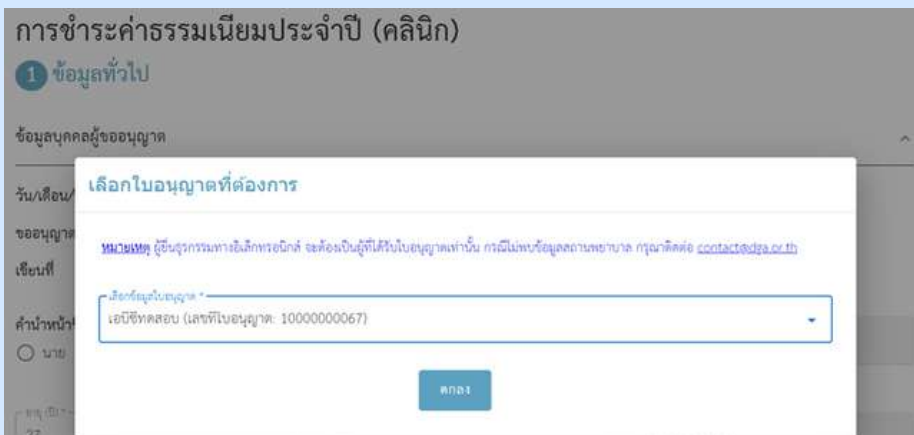 การชำระค่าธรรมเนียมประจำปี (คลินิก)
1 ข้อมูลทั่วไป
ข้อมูลบุคคลผู้ขออนุญาต
วัน/เดือน/
เลือกใบอนุญาตที่ต้องการ
ขออนุญาต
หมายเหตุ ผู้ยื่นธุรกรรมทางอิเล็กทรอนิกส์ จะต้องเป็นผู้ที่ได้รับใบอนุญาตเท่านั้น กรณีไม่พบข้อมูลสถานพยาบาล กรุณาติดต่อ contact@dga.or.th
เขียนที่
เลือกข้อมูลใบอนุญาต *
เอบีซีทดสอบ (เลขที่ใบอนุญาต: 10000000067)
คำนำหน้า
นาย
ตกลง
อายุ (ปี) *
27